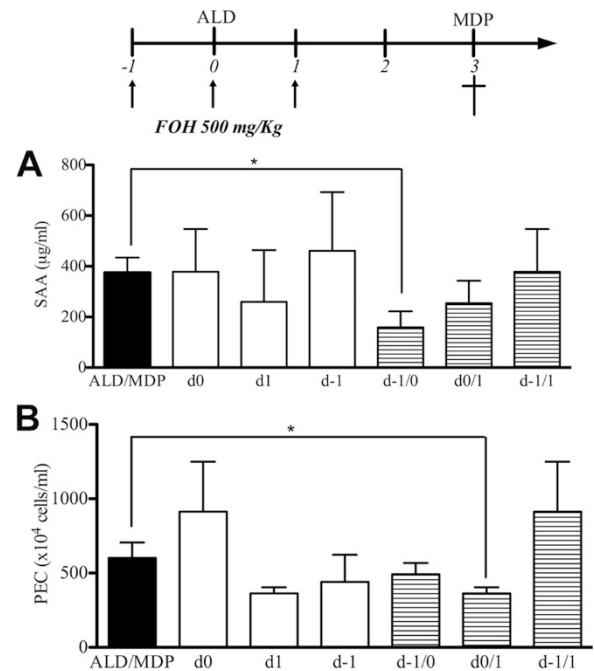 ALD MDP
-1 0 1 2 3
FOH 500 mg/Kg
A
800
*
600
SAA (µg/ml)
400
200
0
ALD/MDP d0 d1 d-1 d-1/0 d0/1 d-1/1
B
1500
*
1000
PEC (x10⁴ cells/ml)
500
0
ALD/MDP d0 d1 d-1 d-1/0 d0/1 d-1/1